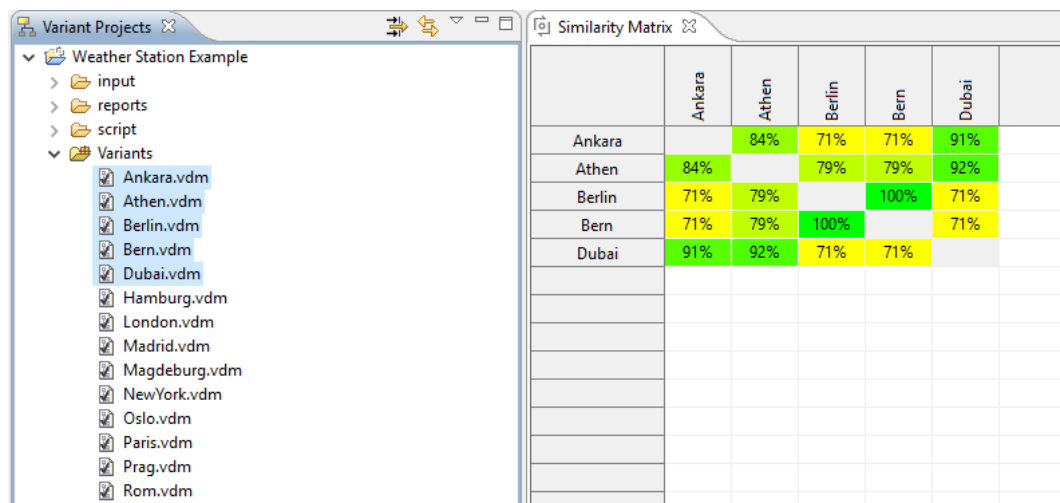 Variant Projects
Weather Station Example
input
reports
script
Variants
Ankara.vdm
Athen.vdm
Berlin.vdm
Bern.vdm
Dubai.vdm
Hamburg.vdm
London.vdm
Madrid.vdm
Magdeburg.vdm
NewYork.vdm
Oslo.vdm
Paris.vdm
Prag.vdm
Rom.vdm
Similarity Matrix
Ankara Athen Berlin Bern Dubai
Ankara 84% 71% 71% 91%
Athen 84% 79% 79% 92%
Berlin 71% 79% 100% 71%
Bern 71% 79% 100% 71%
Dubai 91% 92% 71% 71%